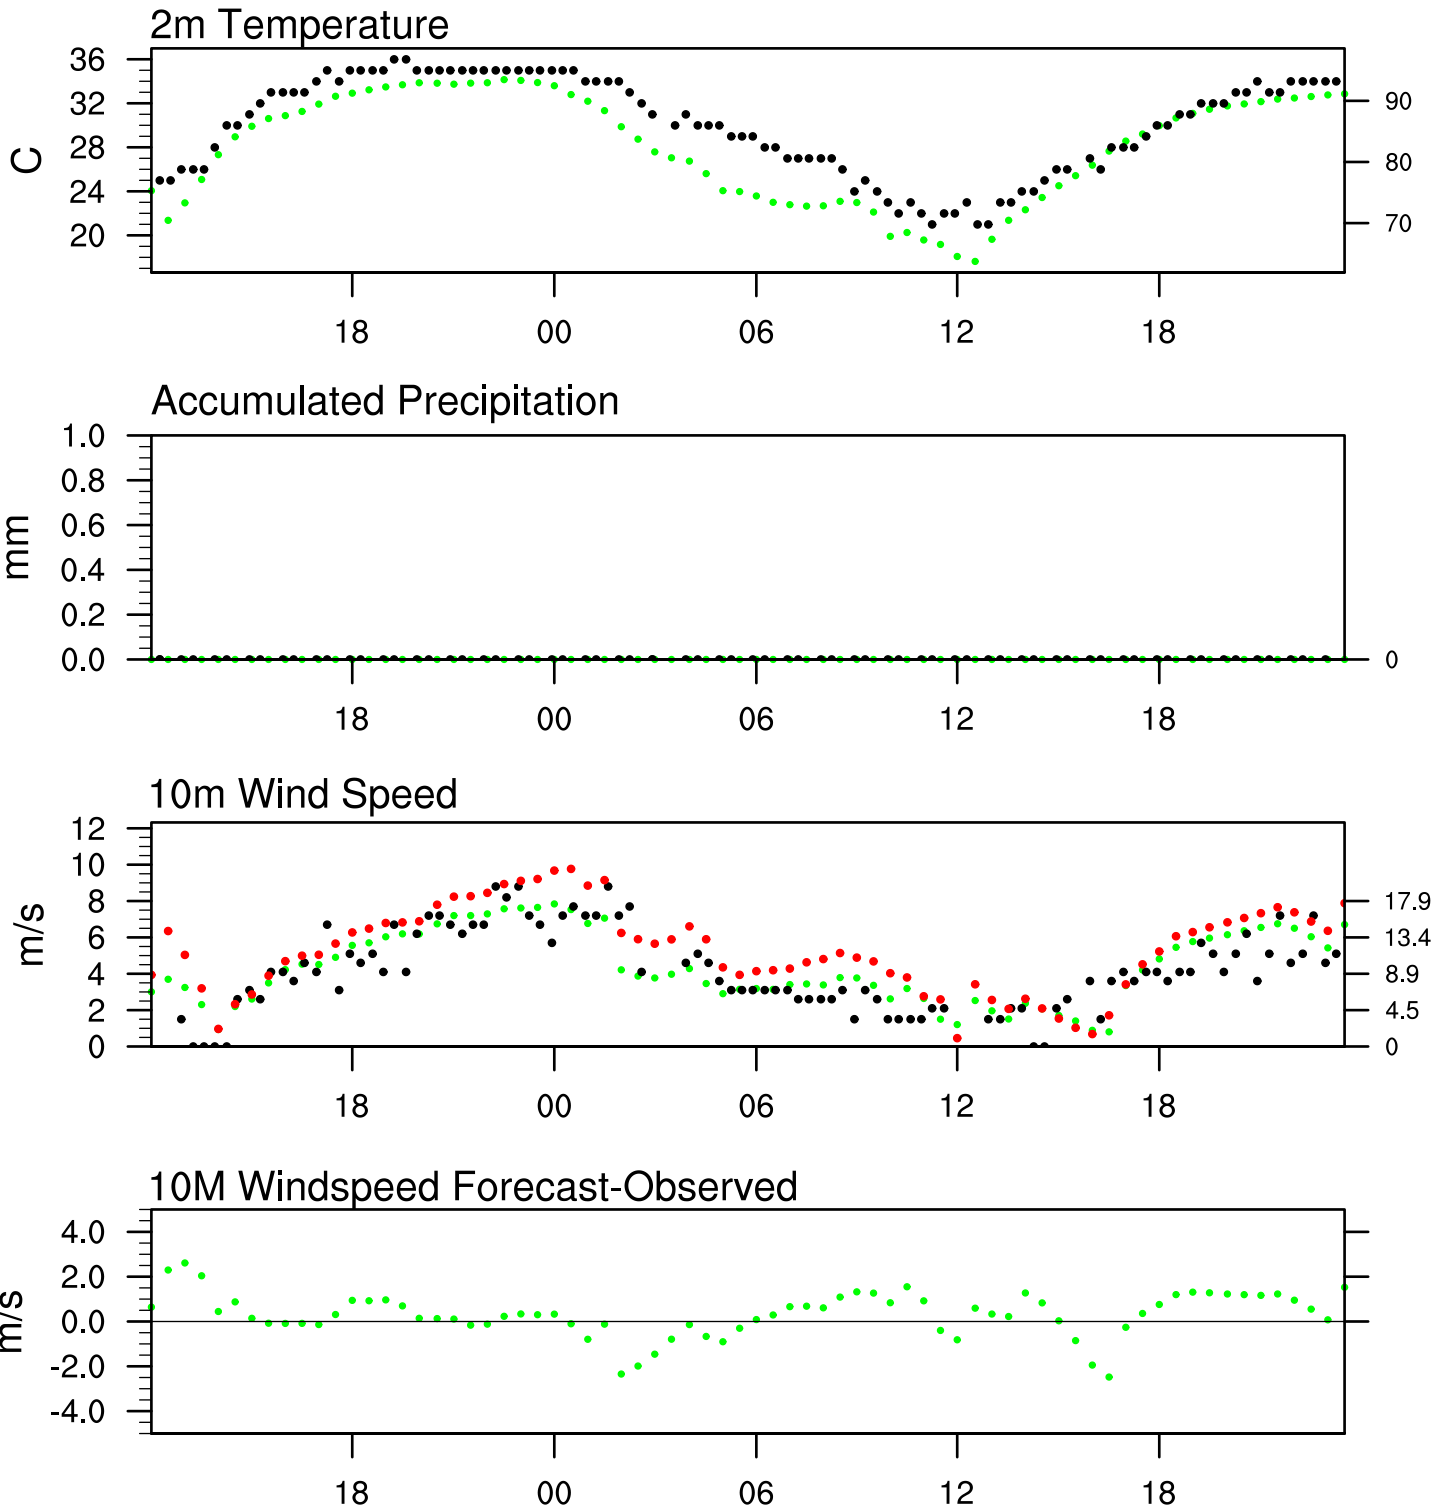 2m Temperature
36
32
28
24
20
C
90
80
70
18 00 06 12 18
Accumulated Precipitation
1.0
0.8
0.6
0.4
0.2
0.0
mm
0
18 00 06 12 18
10m Wind Speed
12
10
8
6
4
2
0
m/s
17.9
13.4
8.9
4.5
0
18 00 06 12 18
10M Windspeed Forecast-Observed
4.0
2.0
0.0
-2.0
-4.0
m/s
18 00 06 12 18